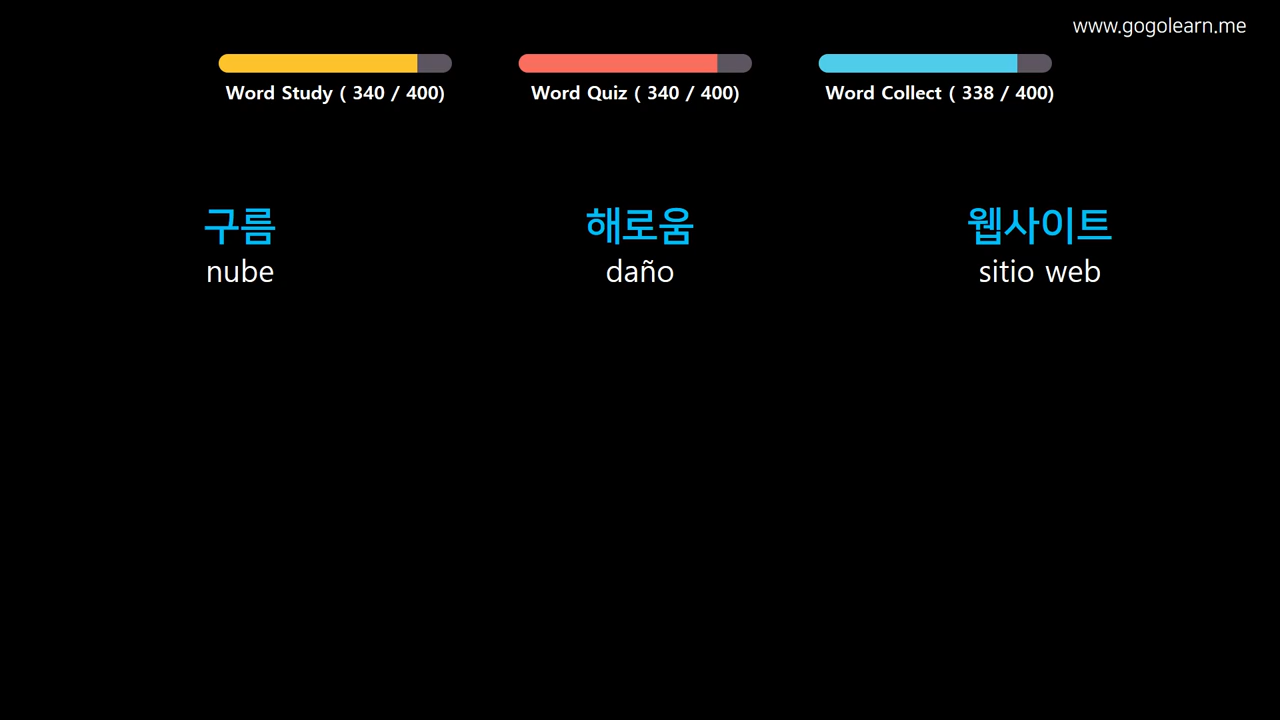 www.gogolearn.me
Word Study ( 340 / 400)
Word Quiz ( 340 / 400)
Word Collect ( 338 / 400)
구름
nube
해로움
daño
웹사이트
sitio web